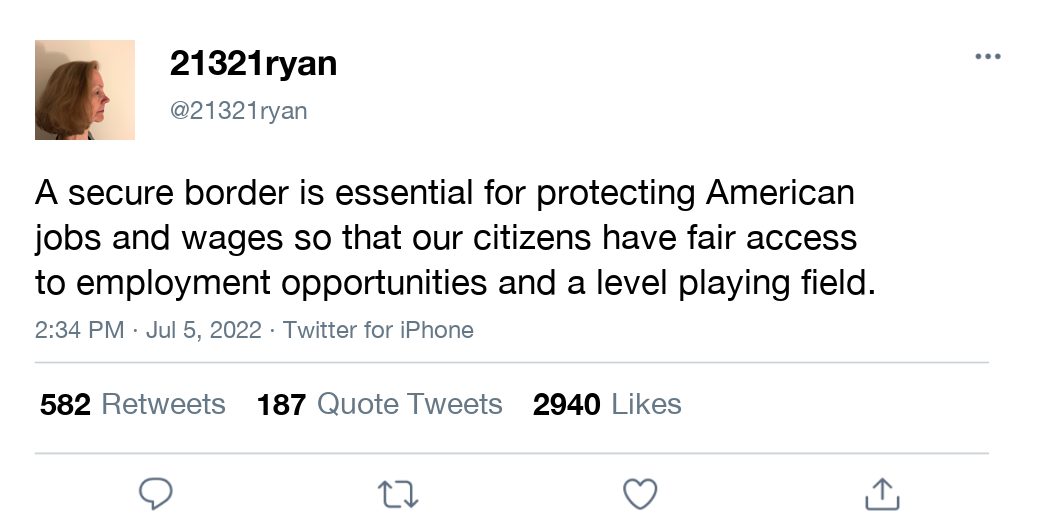 21321ryan
@21321ryan
A secure border is essential for protecting American
jobs and wages so that our citizens have fair access
to employment opportunities and a level playing field.
2:34 PM · Jul 5, 2022 · Twitter for iPhone
582 Retweets 187 Quote Tweets 2940 Likes